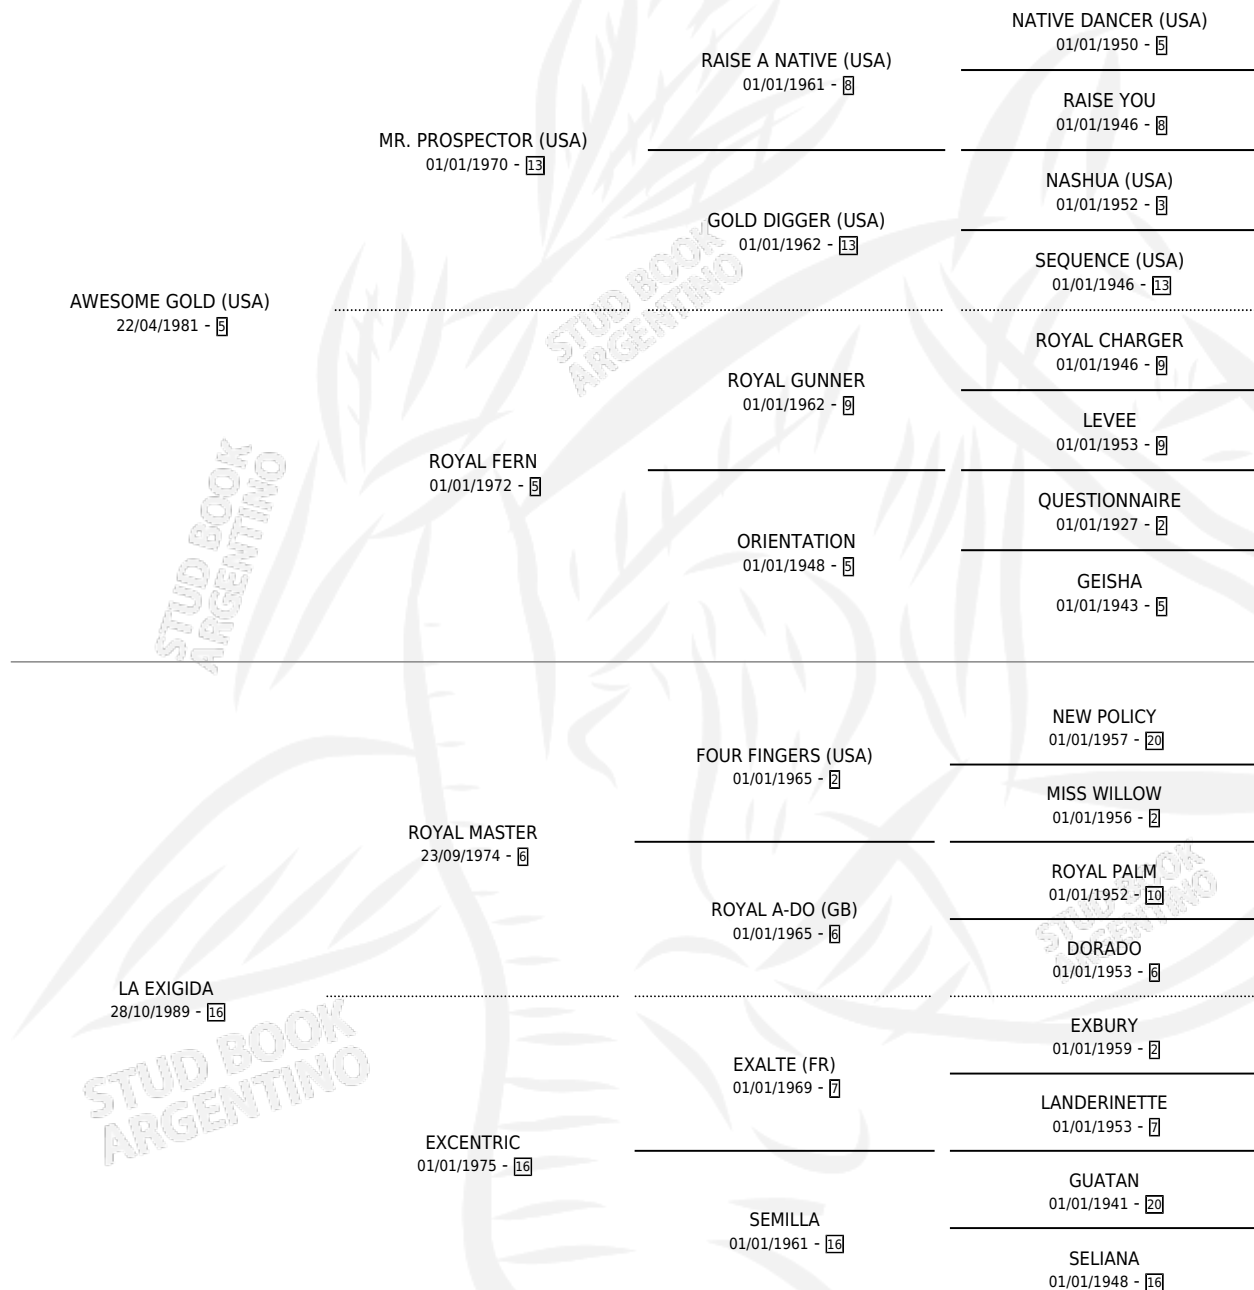 NATIVE DANCER (USA)
01/01/1950 - 5
RAISE A NATIVE (USA)
01/01/1961 - 8
RAISE YOU
01/01/1946 - 8
MR. PROSPECTOR (USA)
01/01/1970 - 13
NASHUA (USA)
01/01/1952 - 3
GOLD DIGGER (USA)
01/01/1962 - 13
SEQUENCE (USA)
01/01/1946 - 13
STUD BOOK
ARGENTINO
AWESOME GOLD (USA)
22/04/1981 - 5
ROYAL CHARGER
01/01/1946 - 9
ROYAL GUNNER
01/01/1962 - 9
LEVEE
01/01/1953 - 9
ROYAL FERN
01/01/1972 - 5
QUESTIONNAIRE
01/01/1927 - 2
ORIENTATION
01/01/1948 - 5
GEISHA
01/01/1943 - 5
STUD BOOK
ARGENTINO
NEW POLICY
01/01/1957 - 20
FOUR FINGERS (USA)
01/01/1965 - 2
MISS WILLOW
01/01/1956 - 2
ROYAL MASTER
23/09/1974 - 6
ROYAL PALM
01/01/1952 - 10
ROYAL A-DO (GB)
01/01/1965 - 6
DORADO
01/01/1953 - 6
STUD BOOK
ARGENTINO
LA EXIGIDA
28/10/1989 - 16
EXBURY
01/01/1959 - 2
EXALTE (FR)
01/01/1969 - 7
LANDERINETTE
01/01/1953 - 7
STUD BOOK
ARGENTINO
EXCENTRIC
01/01/1975 - 16
GUATAN
01/01/1941 - 20
SEMILLA
01/01/1961 - 16
SELIANA
01/01/1948 - 16